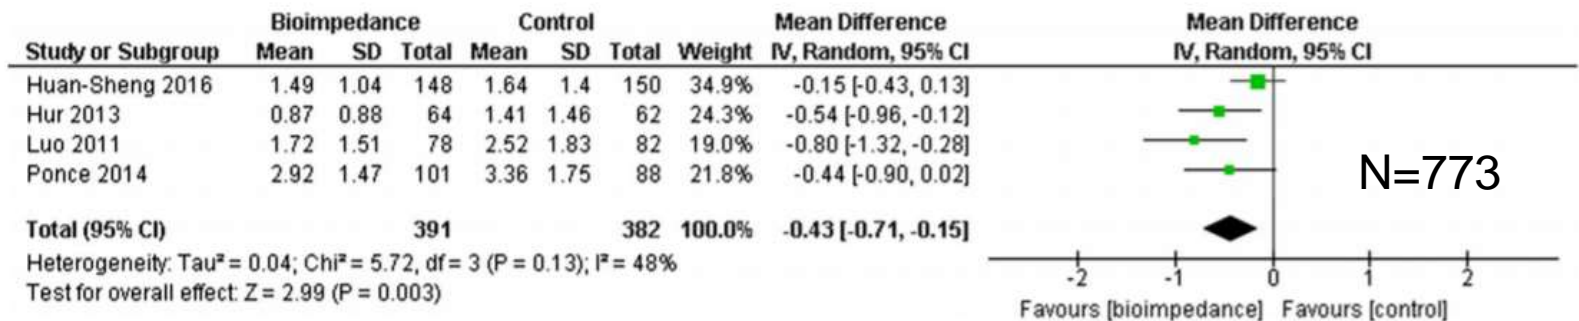 Bioimpedance Control Mean Difference Mean Difference
Study or Subgroup Mean SD Total Mean SD Total Weight IV, Random, 95% CI IV, Random, 95% CI
Huan-Sheng 2016 1.49 1.04 148 1.64 1.4 150 34.9% -0.15 [-0.43, 0.13]
Hur 2013 0.87 0.88 64 1.41 1.46 62 24.3% -0.54 [-0.96, -0.12]
Luo 2011 1.72 1.51 78 2.52 1.83 82 19.0% -0.80 [-1.32, -0.28]
Ponce 2014 2.92 1.47 101 3.36 1.75 88 21.8% -0.44 [-0.90, 0.02]
N=773
Total (95% CI) 391 382 100.0% -0.43 [-0.71, -0.15]
Heterogeneity: Tau² = 0.04; Chi² = 5.72, df = 3 (P = 0.13); I² = 48%
Test for overall effect: Z = 2.99 (P = 0.003)
-2 -1 0 1 2
Favours [bioimpedance] Favours [control]